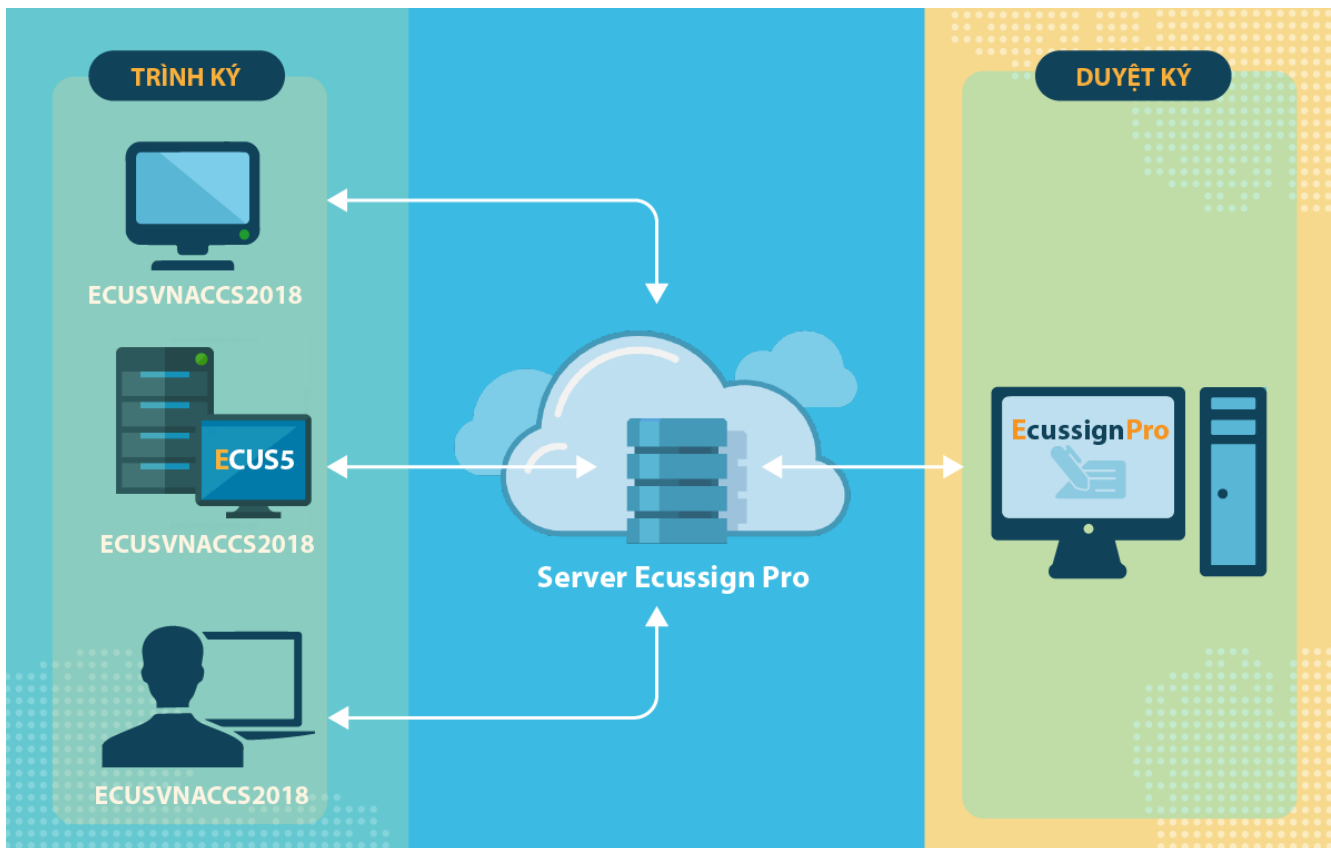 TRÌNH KÝ
ECUSVNACCS2018
ECUS5
ECUSVNACCS2018
ECUSVNACCS2018
Server Ecussign Pro
DUYỆT KÝ
EcussignPro